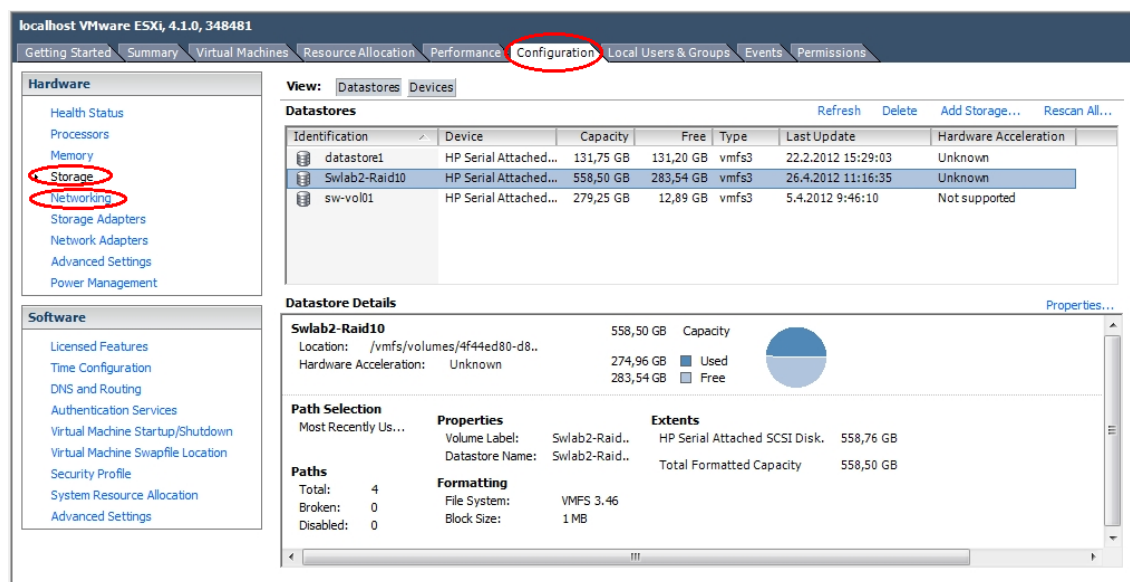 localhost VMware ESXi, 4.1.0, 348481
Getting Started Summary Virtual Machines Resource Allocation Performance Configuration Local Users & Groups Events Permissions
Hardware
Health Status
Processors
Memory
Storage
Networking
Storage Adapters
Network Adapters
Advanced Settings
Power Management
Software
Licensed Features
Time Configuration
DNS and Routing
Authentication Services
Virtual Machine Startup/Shutdown
Virtual Machine Swapfile Location
Security Profile
System Resource Allocation
Advanced Settings
View: Datastores Devices
Datastores Refresh Delete Add Storage... Rescan All...
Identification Device Capacity Free Type Last Update Hardware Acceleration
datastore1 HP Serial Attached... 131,75 GB 131,20 GB vmfs3 22.2.2012 15:29:03 Unknown
Swlab2-Raid10 HP Serial Attached... 558,50 GB 283,54 GB vmfs3 26.4.2012 11:16:35 Unknown
sw-vol01 HP Serial Attached... 279,25 GB 12,89 GB vmfs3 5.4.2012 9:46:10 Not supported
Datastore Details Properties...
Swlab2-Raid10 558,50 GB Capacity
Location: /vmfs/volumes/4f44ed80-d8..
Hardware Acceleration: Unknown 274,96 GB Used
283,54 GB Free
Path Selection
Most Recently Us...
Paths
Total: 4
Broken: 0
Disabled: 0
Properties
Volume Label: Swlab2-Raid..
Datastore Name: Swlab2-Raid..
Formatting
File System: VMFS 3.46
Block Size: 1 MB
Extents
HP Serial Attached SCSI Disk. 558,76 GB
Total Formatted Capacity 558,50 GB